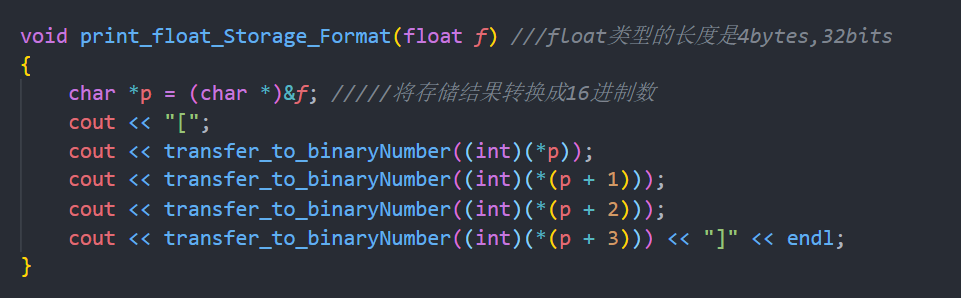 void print_float_Storage_Format(float f) ///float类型的长度是4bytes,32bits
{
    char *p = (char *)&f; /////将存储结果转换成16进制数
    cout << "[";
    cout << transfer_to_binaryNumber((int)(*p));
    cout << transfer_to_binaryNumber((int)(*(p + 1)));
    cout << transfer_to_binaryNumber((int)(*(p + 2)));
    cout << transfer_to_binaryNumber((int)(*(p + 3))) << "]" << endl;
}